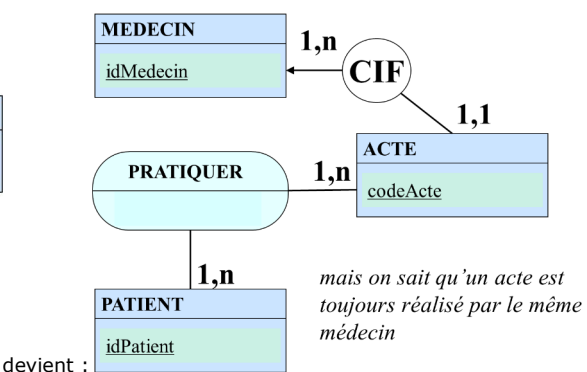 MEDECIN
1,n
idMedecin
CIF
1,1
ACTE
PRATIQUER
1,n
codeActe
1,n
mais on sait qu'un acte est
toujours réalisé par le même
médecin
PATIENT
idPatient
devient :